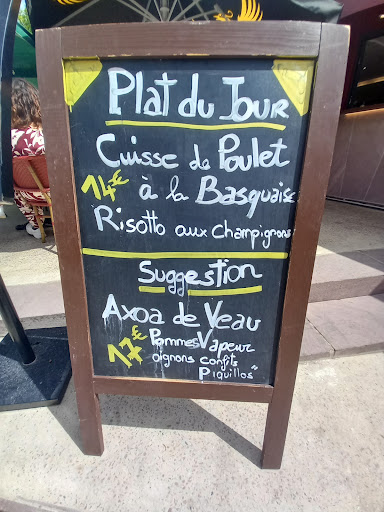 Plat du Jour
Cuisse de Poulet
14€ à la Basquaise
Risotto aux champignons
Suggestion
Axoa de Veau
17€ Pommes Vapeur
oignons confits
Piquillos"